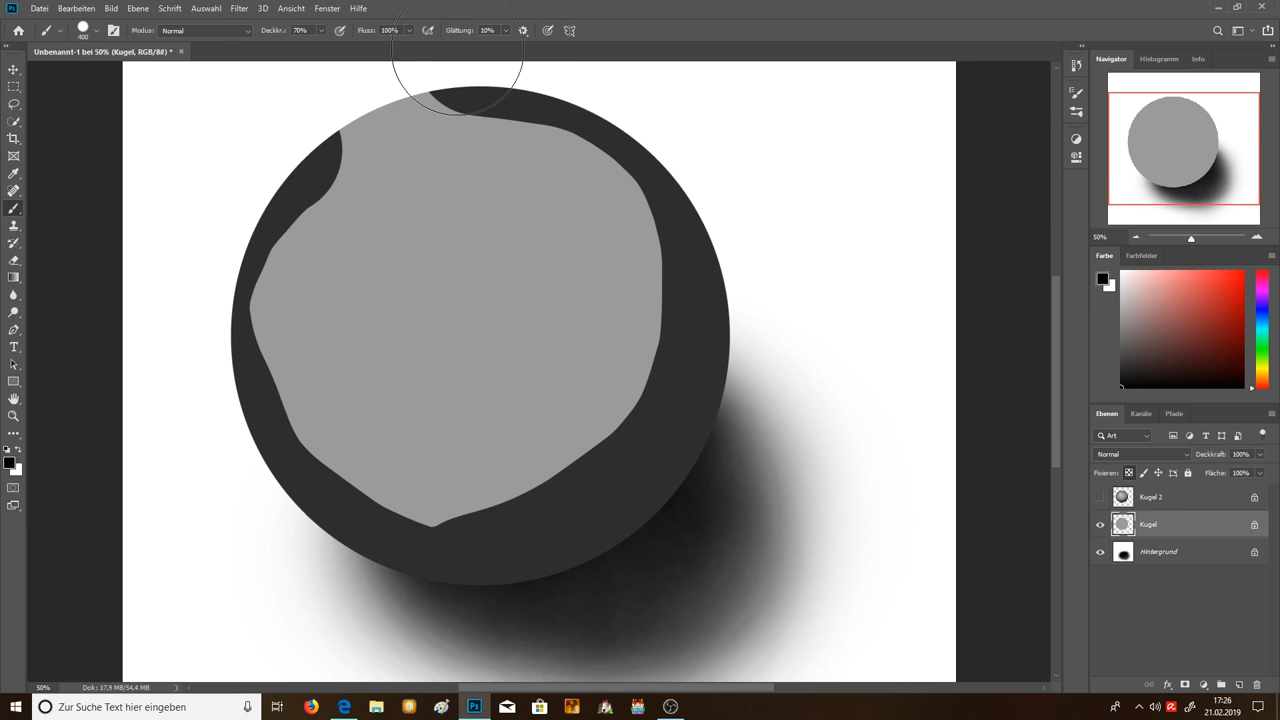 Ps Datei Bearbeiten Bild Ebene Schrift Auswahl Filter 3D Ansicht Fenster Hilfe
400 Modus: Normal Deckkr.: 70% Fluss: 100% Glättung: 10%
Unbenannt-1 bei 50% (Kugel, RGB/8#) * ×
Navigator Histogramm Info
50%
Farbe Farbfelder
Ebenen Kanäle Pfade
Art
Normal Deckkraft: 100%
Fixieren: Fläche: 100%
Kugel 2
Kugel
Hintergrund
50% Dok: 17,9 MB/54,4 MB
Zur Suche Text hier eingeben
Ps
17:26
21.02.2019